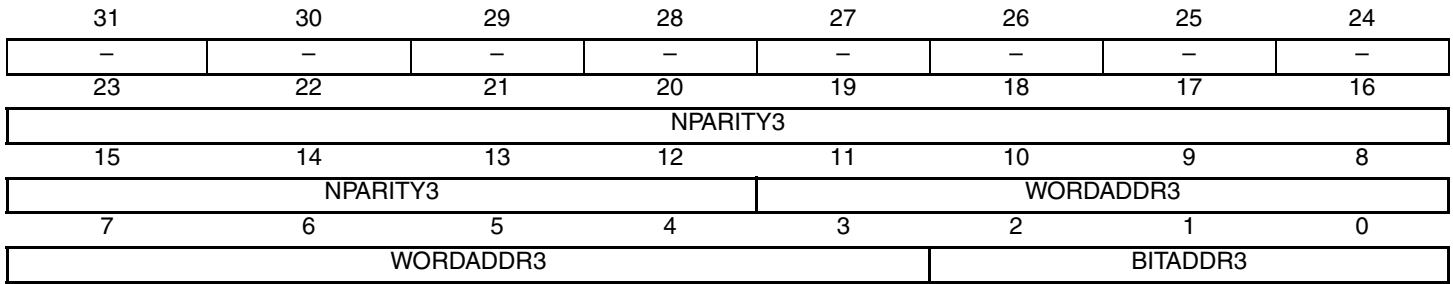 31 30 29 28 27 26 25 24
– – – – – – – –
23 22 21 20 19 18 17 16
NPARITY3
15 14 13 12 11 10 9 8
NPARITY3 WORDADDR3
7 6 5 4 3 2 1 0
WORDADDR3 BITADDR3